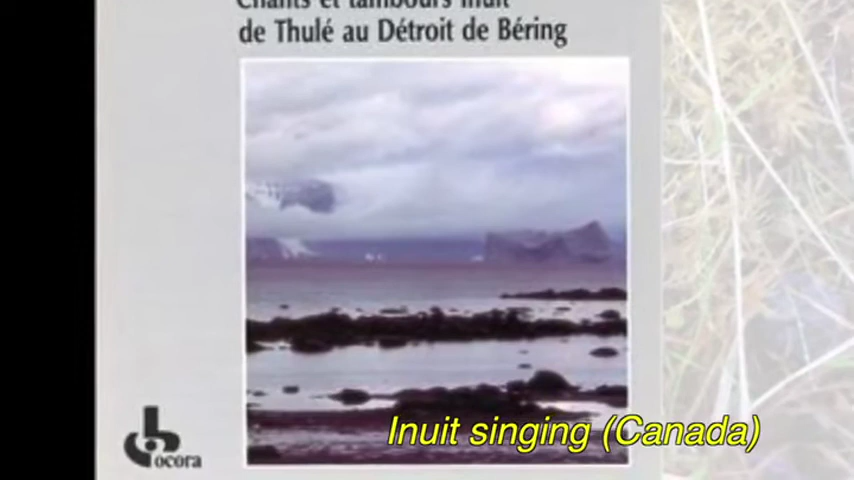 Chants et tambours Inuit
de Thulé au Détroit de Béring
Inuit singing (Canada)
ocora